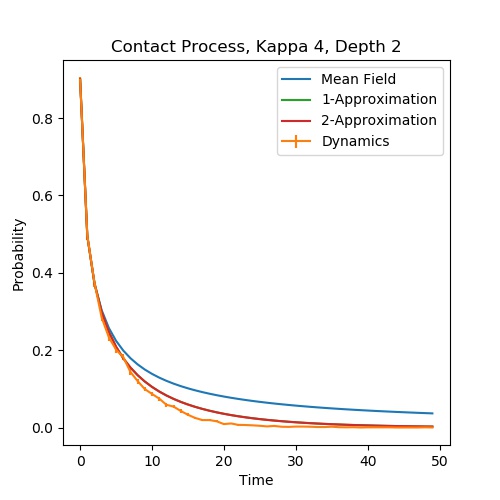 Contact Process, Kappa 4, Depth 2
Mean Field
1-Approximation
2-Approximation
Dynamics
Probability
0.8
0.6
0.4
0.2
0.0
0 10 20 30 40 50
Time